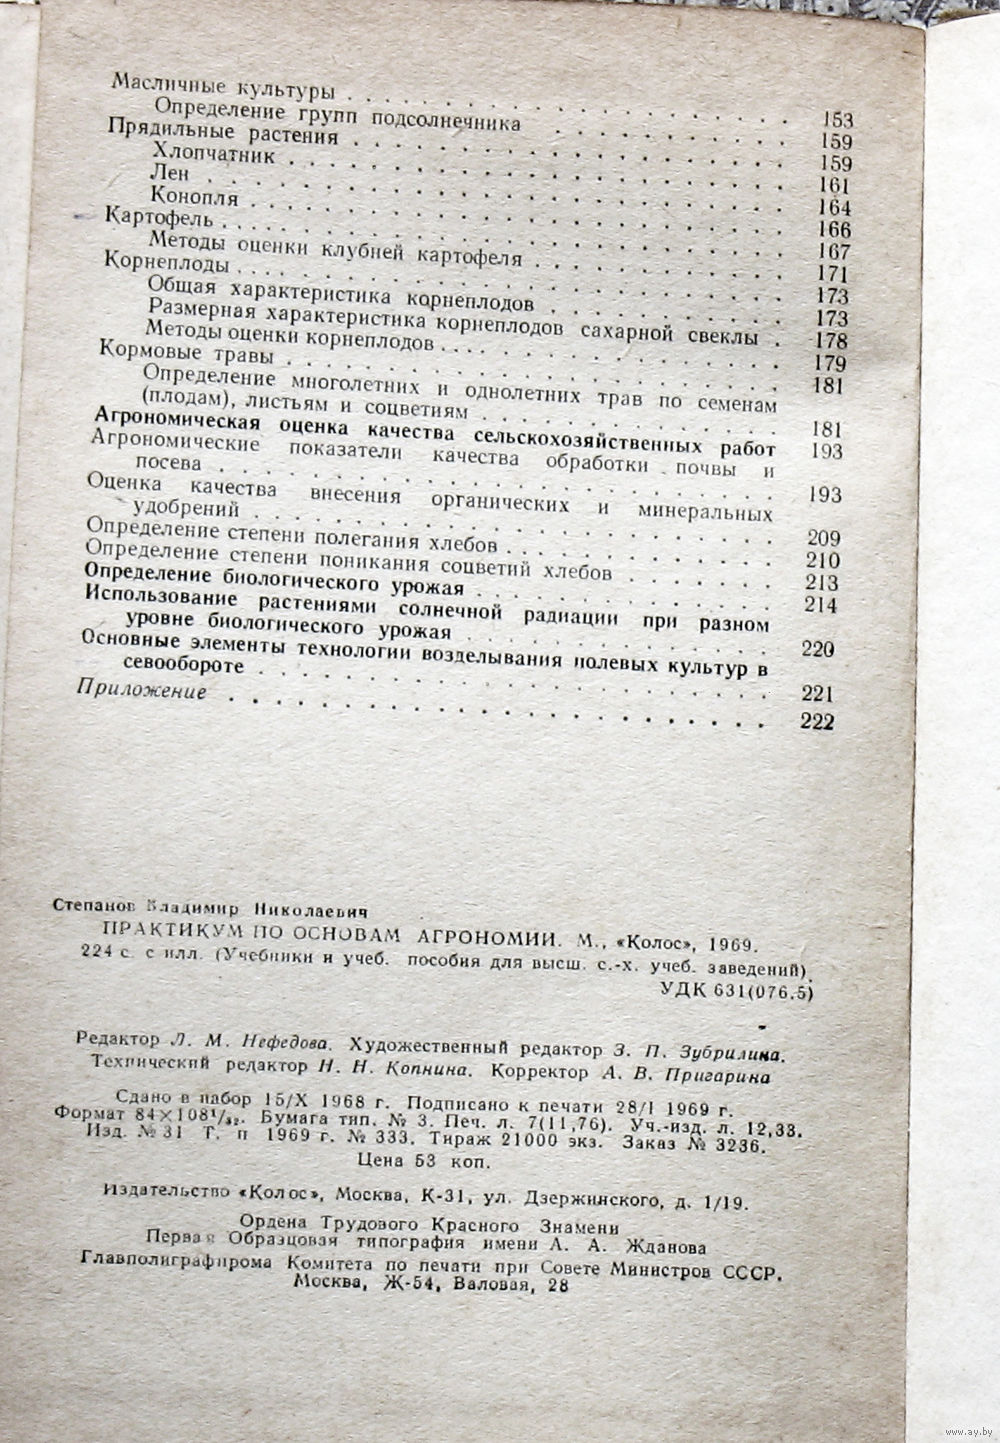 Масличные культуры . . . . . . . . . . . . . . . . . . . 153
Определение групп подсолнечника . . . . . . . . . . 159
Прядильные растения . . . . . . . . . . . . . . . . . . . 159
Хлопчатник . . . . . . . . . . . . . . . . . . . . . . 161
Лен . . . . . . . . . . . . . . . . . . . . . . . . . 164
Конопля . . . . . . . . . . . . . . . . . . . . . . . 166
Картофель . . . . . . . . . . . . . . . . . . . . . . . . 167
Методы оценки клубней картофеля . . . . . . . . . . . 171
Корнеплоды . . . . . . . . . . . . . . . . . . . . . . . 173
Общая характеристика корнеплодов . . . . . . . . . . 173
Размерная характеристика корнеплодов сахарной свеклы . 178
Методы оценки корнеплодов . . . . . . . . . . . . . . 179
Кормовые травы . . . . . . . . . . . . . . . . . . . . . 181
Определение многолетних и однолетних трав по семенам
(плодам), листьям и соцветиям . . . . . . . . . . . . 181
Агрономическая оценка качества сельскохозяйственных работ 193
Агрономические показатели качества обработки почвы и
посева . . . . . . . . . . . . . . . . . . . . . . . . 193
Оценка качества внесения органических и минеральных
удобрений . . . . . . . . . . . . . . . . . . . . . . 209
Определение степени полегания хлебов . . . . . . . . . . 210
Определение степени поникания соцветий хлебов . . . . . . 213
Определение биологического урожая . . . . . . . . . . . . 214
Использование растениями солнечной радиации при разном
уровне биологического урожая . . . . . . . . . . . . 220
Основные элементы технологии возделывания полевых культур в
севообороте . . . . . . . . . . . . . . . . . . . . . 221
Приложение . . . . . . . . . . . . . . . . . . . . . . . 222
Степанов Владимир Николаевич
ПРАКТИКУМ ПО ОСНОВАМ АГРОНОМИИ. М., «Колос», 1969.
224 с. с илл. (Учебники и учеб. пособия для высш. с.-х. учеб. заведений).
УДК 631(076.5)
Редактор Л. М. Нефедова. Художественный редактор З. П. Зубрилина.
Технический редактор Н. Н. Копнина. Корректор А. В. Пригарина
Сдано в набор 15/X 1968 г. Подписано к печати 28/I 1969 г.
Формат 84×108¹/₃₂. Бумага тип. № 3. Печ. л. 7(11,76). Уч.-изд. л. 12,33.
Изд. № 31 Т. п 1969 г. № 333. Тираж 21000 экз. Заказ № 3236.
Цена 53 коп.
Издательство «Колос», Москва, К-31, ул. Дзержинского, д. 1/19.
Ордена Трудового Красного Знамени
Первая Образцовая типография имени А. А. Жданова
Главполиграфпрома Комитета по печати при Совете Министров СССР.
Москва, Ж-54, Валовая, 28
www.ay.by